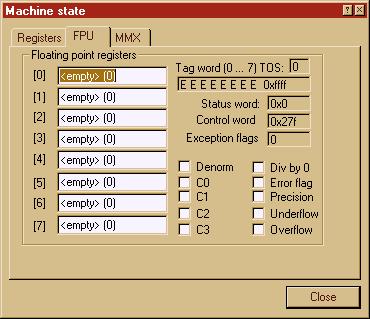 Machine state
Registers FPU MMX
Floating point registers
Tag word (0 ... 7) TOS: 0
[0] <empty> (0)
E E E E E E E E 0xffff
[1] <empty> (0)
Status word: 0x0
[2] <empty> (0)
Control word 0x27f
[3] <empty> (0)
Exception flags 0
[4] <empty> (0)
[5] <empty> (0)
[6] <empty> (0)
[7] <empty> (0)
Denorm Div by 0
C0 Error flag
C1 Precision
C2 Underflow
C3 Overflow
Close